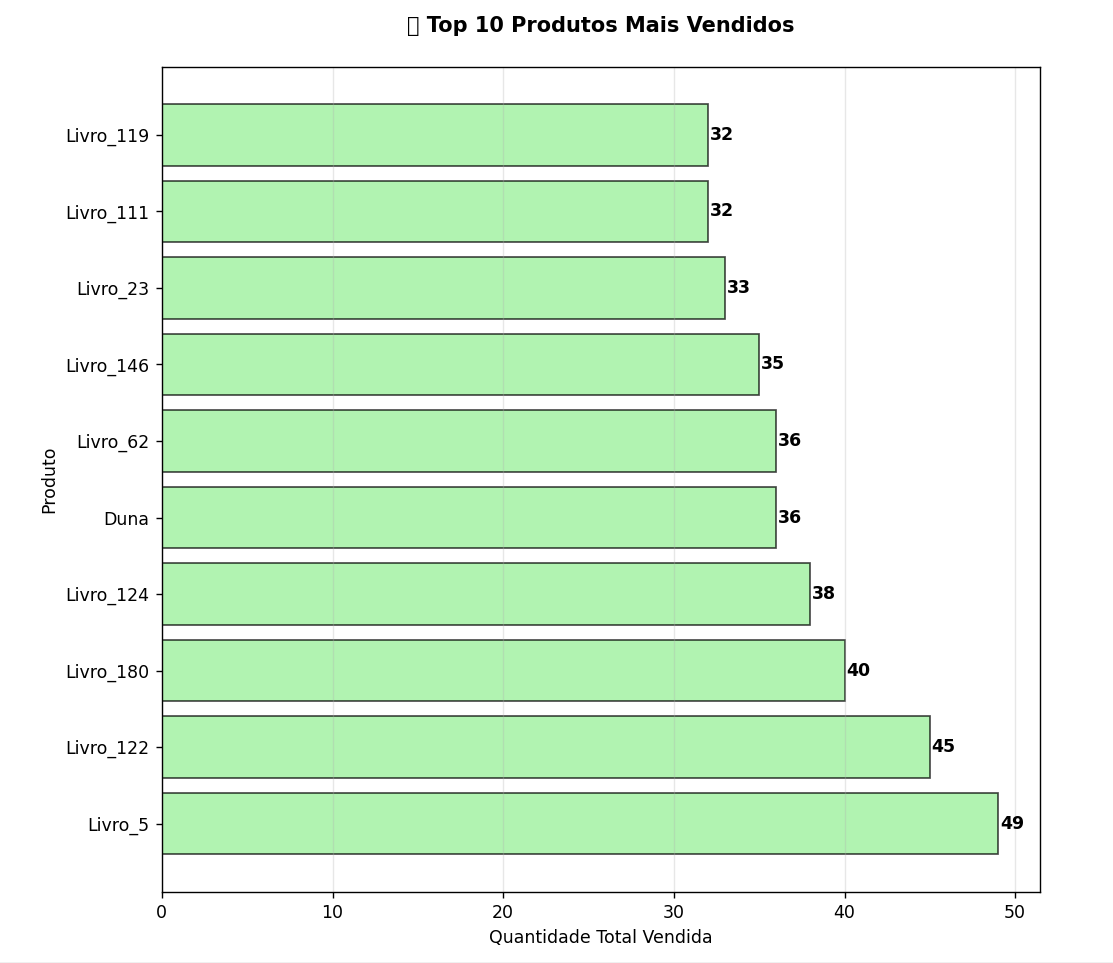 Top 10 Produtos Mais Vendidos
Livro_119 32
Livro_111 32
Livro_23 33
Livro_146 35
Livro_62 36
Duna 36
Livro_124 38
Livro_180 40
Livro_122 45
Livro_5 49
Produto
0 10 20 30 40 50
Quantidade Total Vendida